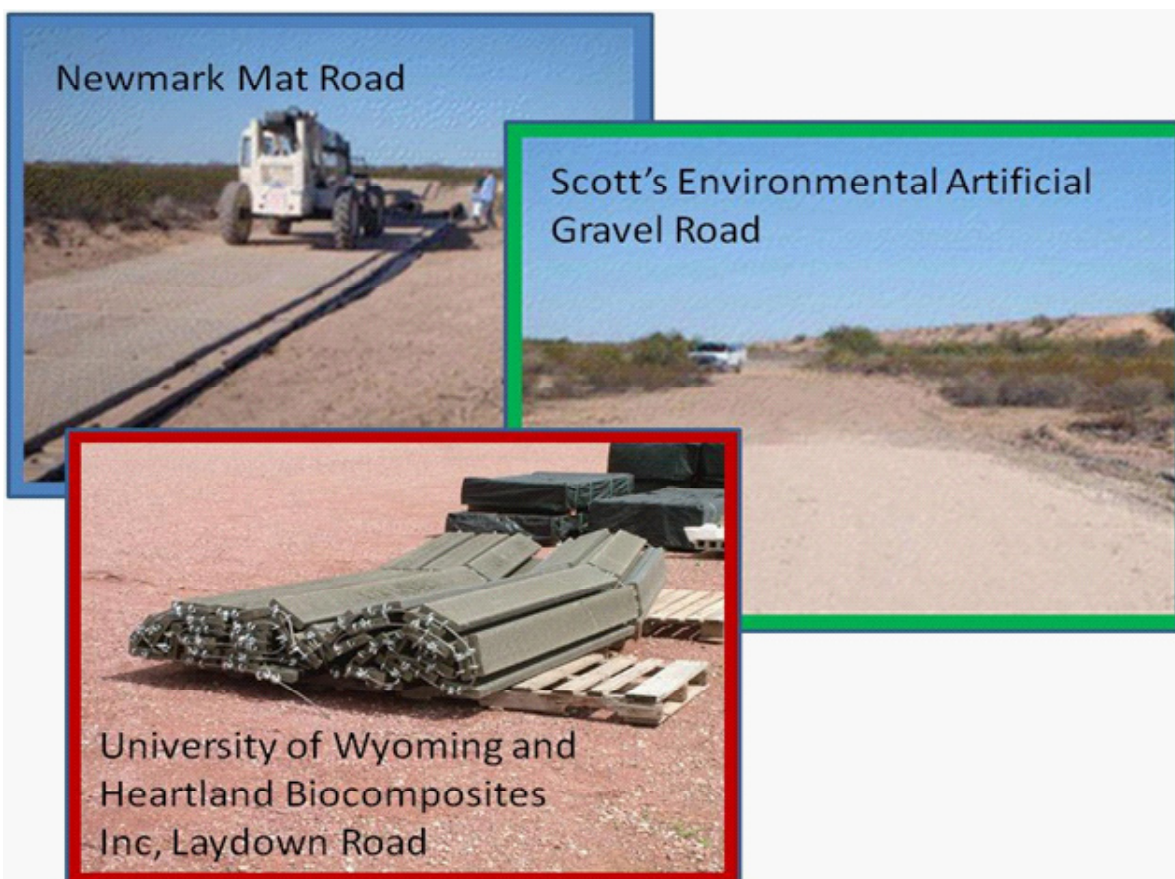 Newmark Mat Road
Scott's Environmental Artificial
Gravel Road
University of Wyoming and
Heartland Biocomposites
Inc, Laydown Road